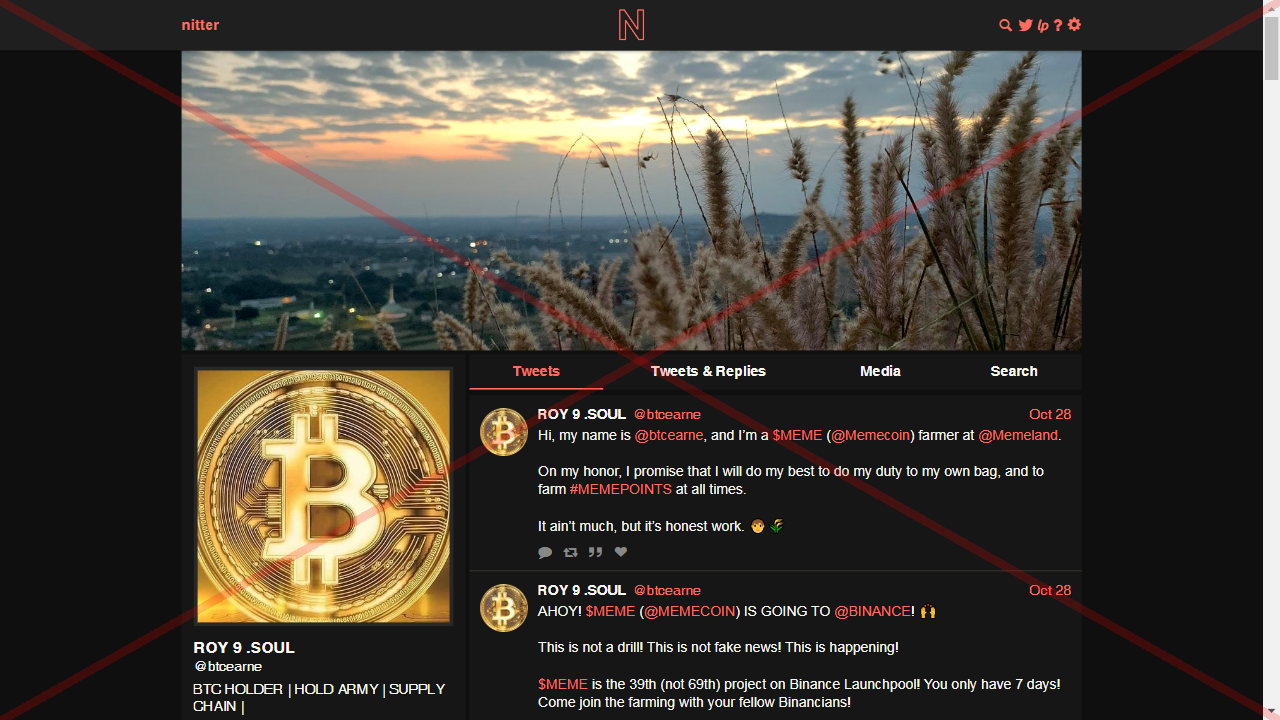 nitter
N
lp ?
Tweets
Tweets & Replies
Media
Search
ROY 9 .SOUL @btcearne Oct 28
Hi, my name is @btcearne, and I'm a $MEME (@Memecoin) farmer at @Memeland.
On my honor, I promise that I will do my best to do my duty to my own bag, and to
farm #MEMEPOINTS at all times.
It ain't much, but it's honest work. 🧑‍🌾 🌾
ROY 9 .SOUL @btcearne Oct 28
AHOY! $MEME (@MEMECOIN) IS GOING TO @BINANCE! 🙌
This is not a drill! This is not fake news! This is happening!
$MEME is the 39th (not 69th) project on Binance Launchpool! You only have 7 days!
Come join the farming with your fellow Binancians!
ROY 9 .SOUL
@btcearne
BTC HOLDER | HOLD ARMY | SUPPLY
CHAIN |